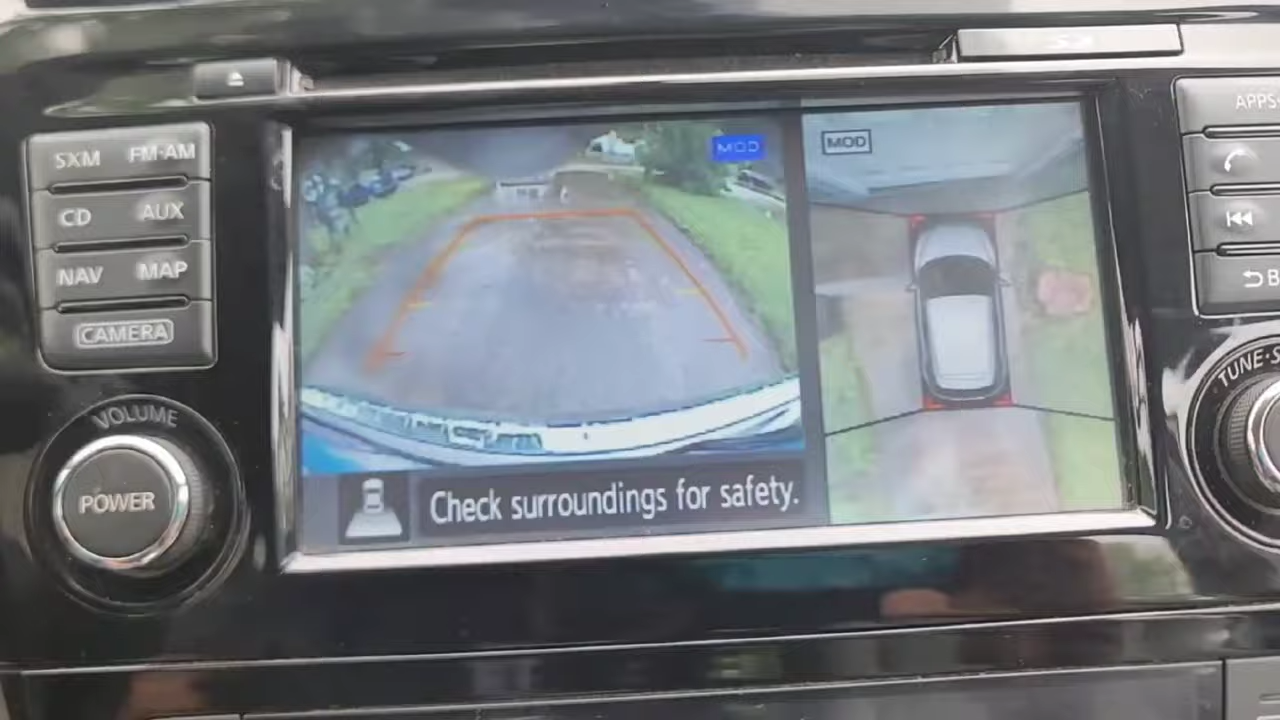 SXM FM·AM
CD AUX
NAV MAP
CAMERA
VOLUME
POWER
MOD
MOD
Check surroundings for safety.
APPS
B
TUNE·S